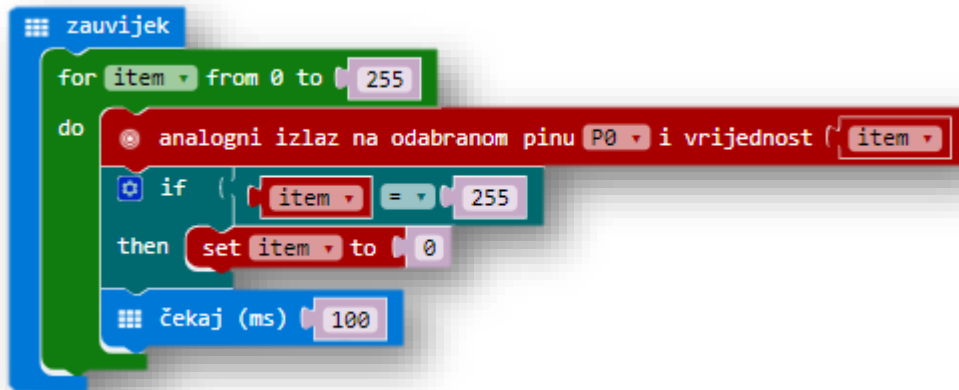 zauvijek
for item from 0 to 255
do analogni izlaz na odabranom pinu P0 i vrijednost item
if item = 255
then set item to 0
čekaj (ms) 100